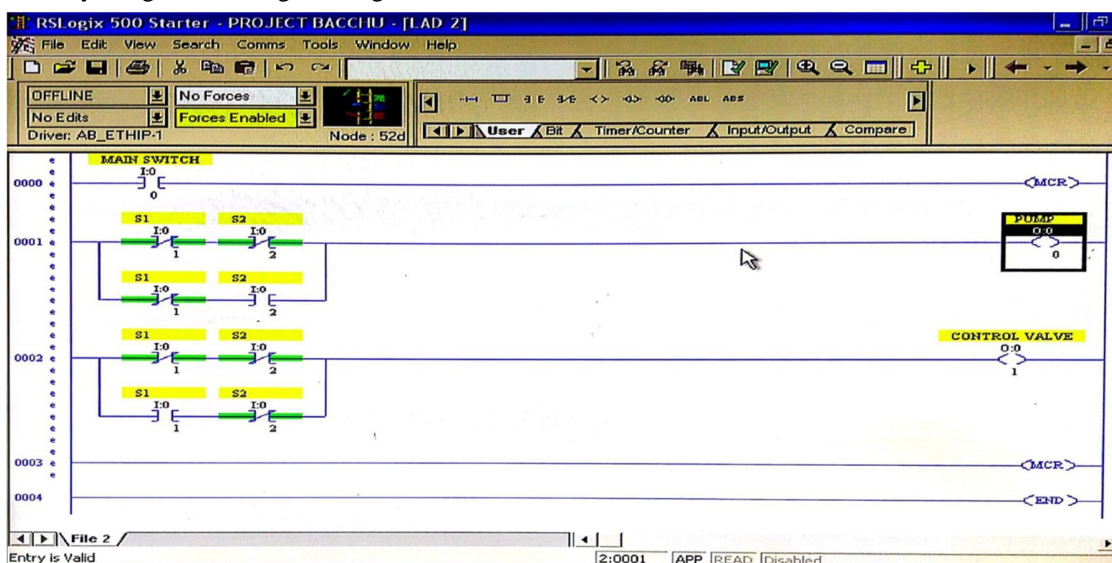 RSLogix 500 Starter - PROJECT BACCHU - [LAD 2]
File Edit View Search Comms Tools Window Help
OFFLINE No Forces
No Edits Forces Enabled
Driver: AB_ETHIP-1 Node : 52d
ABL ABS
User Bit Timer/Counter Input/Output Compare
MAIN SWITCH
I:0
0000 MCR
0
S1 S2 PUMP
I:0 I:0 O:0
0001
1 2 0
S1 S2
I:0 I:0
1 2
S1 S2 CONTROL VALVE
I:0 I:0 O:0
0002
1 2 1
S1 S2
I:0 I:0
1 2
0003 MCR
0004 END
File 2
Entry is Valid 2:0001 APP READ Disabled